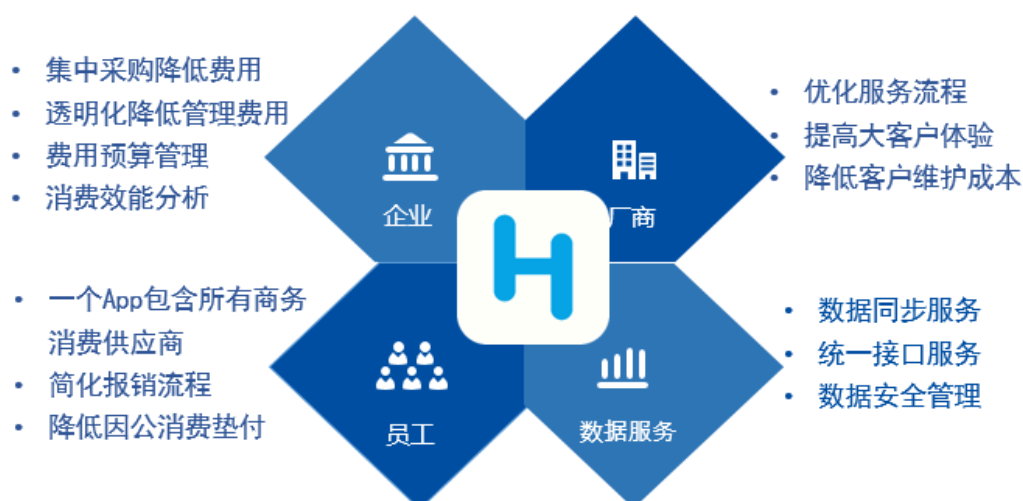 • 集中采购降低费用
• 透明化降低管理费用
• 费用预算管理
• 消费效能分析
企业
• 优化服务流程
• 提高大客户体验
• 降低客户维护成本
厂商
• 一个App包含所有商务
消费供应商
• 简化报销流程
• 降低因公消费垫付
员工
• 数据同步服务
• 统一接口服务
• 数据安全管理
数据服务
H